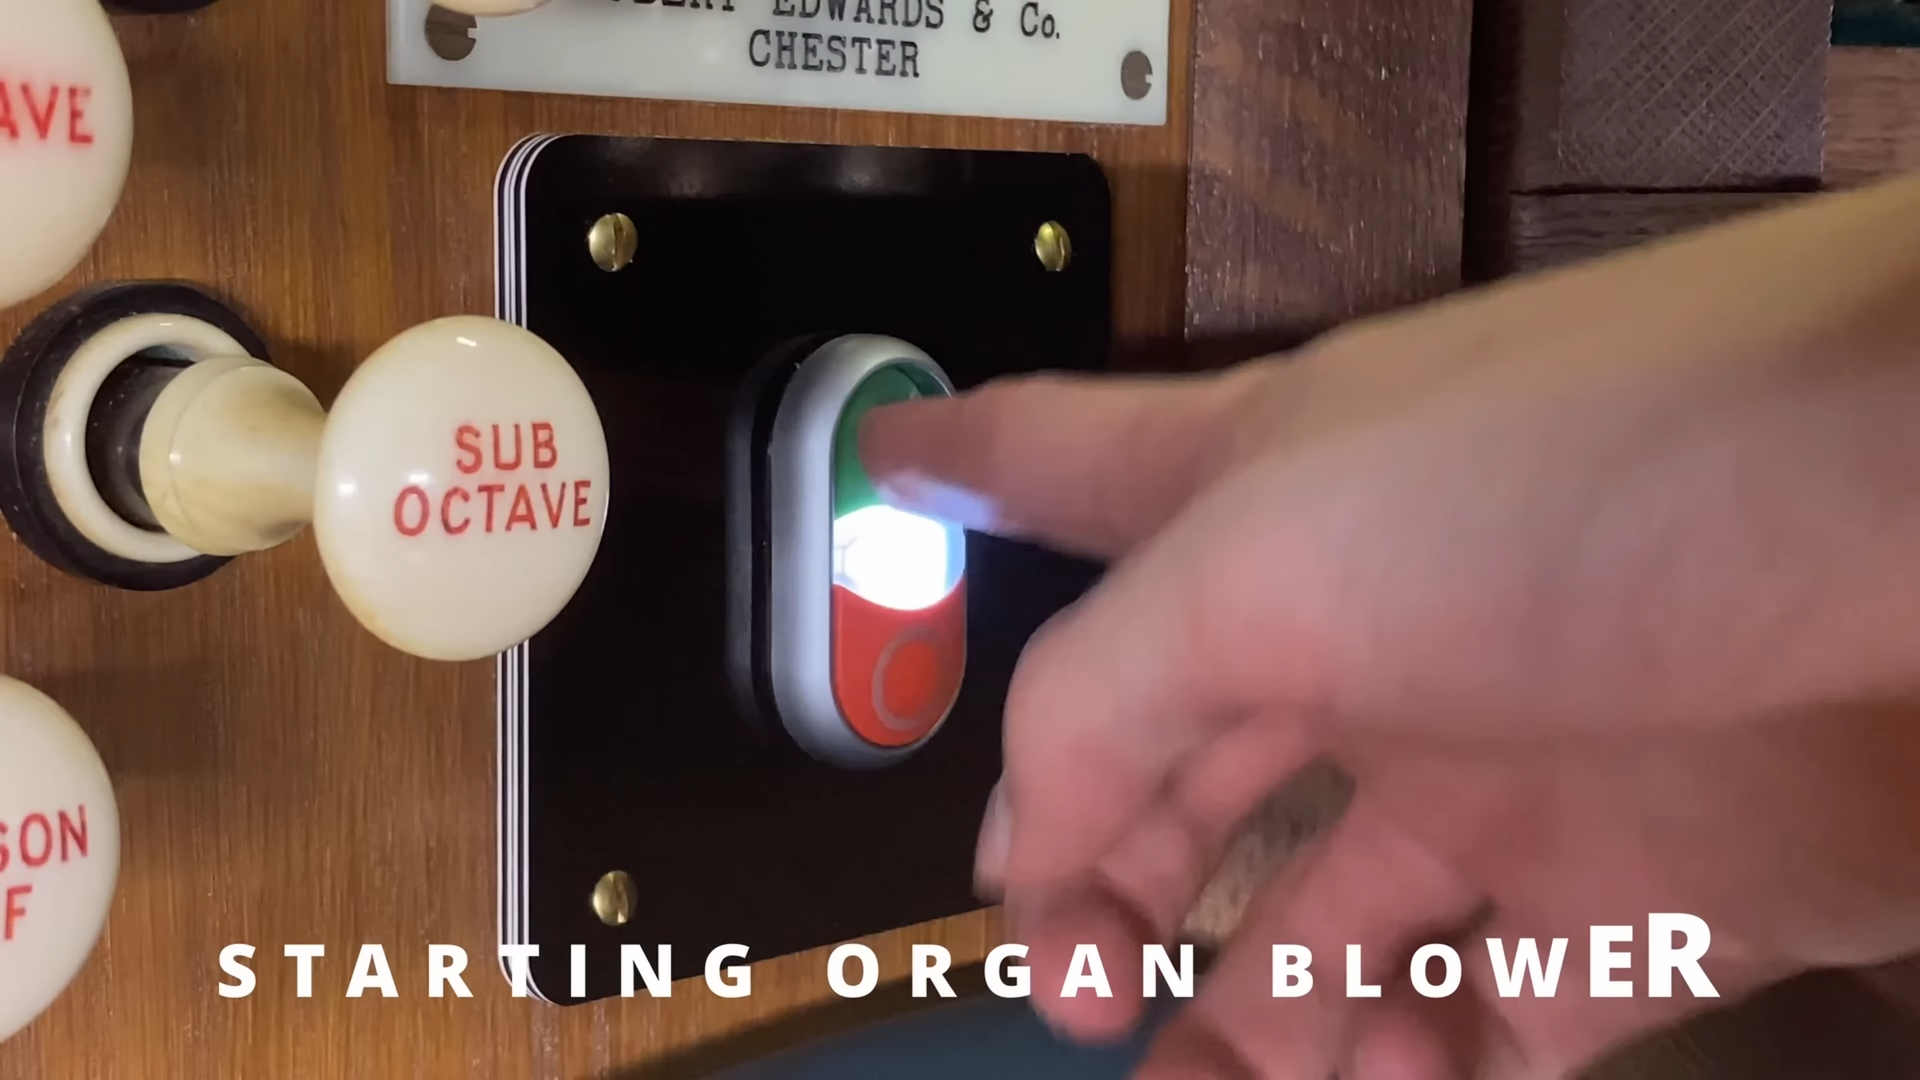 EDWARDS & Co.
CHESTER
AVE
SUB
OCTAVE
SON
F
STARTING ORGAN BLOWER